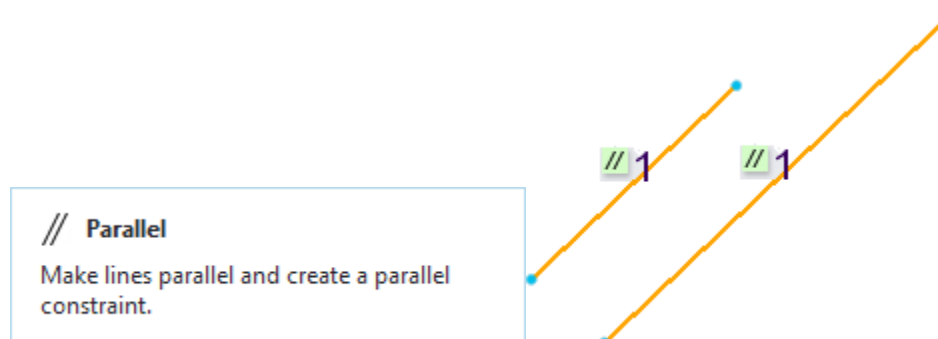 // 1
// 1
// Parallel
Make lines parallel and create a parallel
constraint.